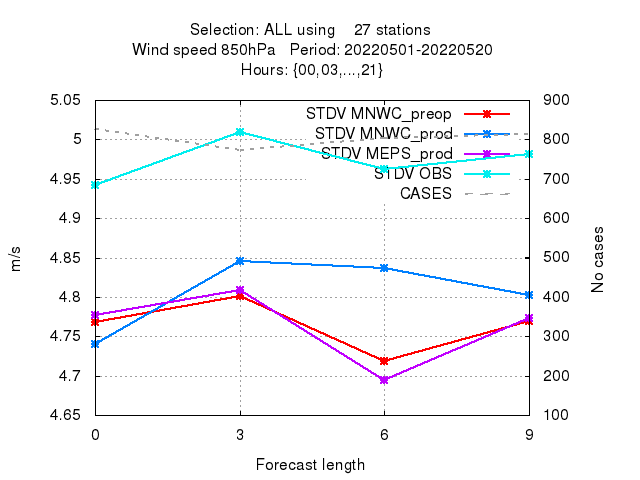 Selection: ALL using    27 stations
Wind speed 850hPa   Period: 20220501-20220520
Hours: {00,03,...,21}
5.05
5
4.95
4.9
4.85
4.8
4.75
4.7
4.65
m/s
STDV MNWC_preop
STDV MNWC_prod
STDV MEPS_prod
STDV OBS
CASES
900
800
700
600
500
400
300
200
100
No cases
0 3 6 9
Forecast length